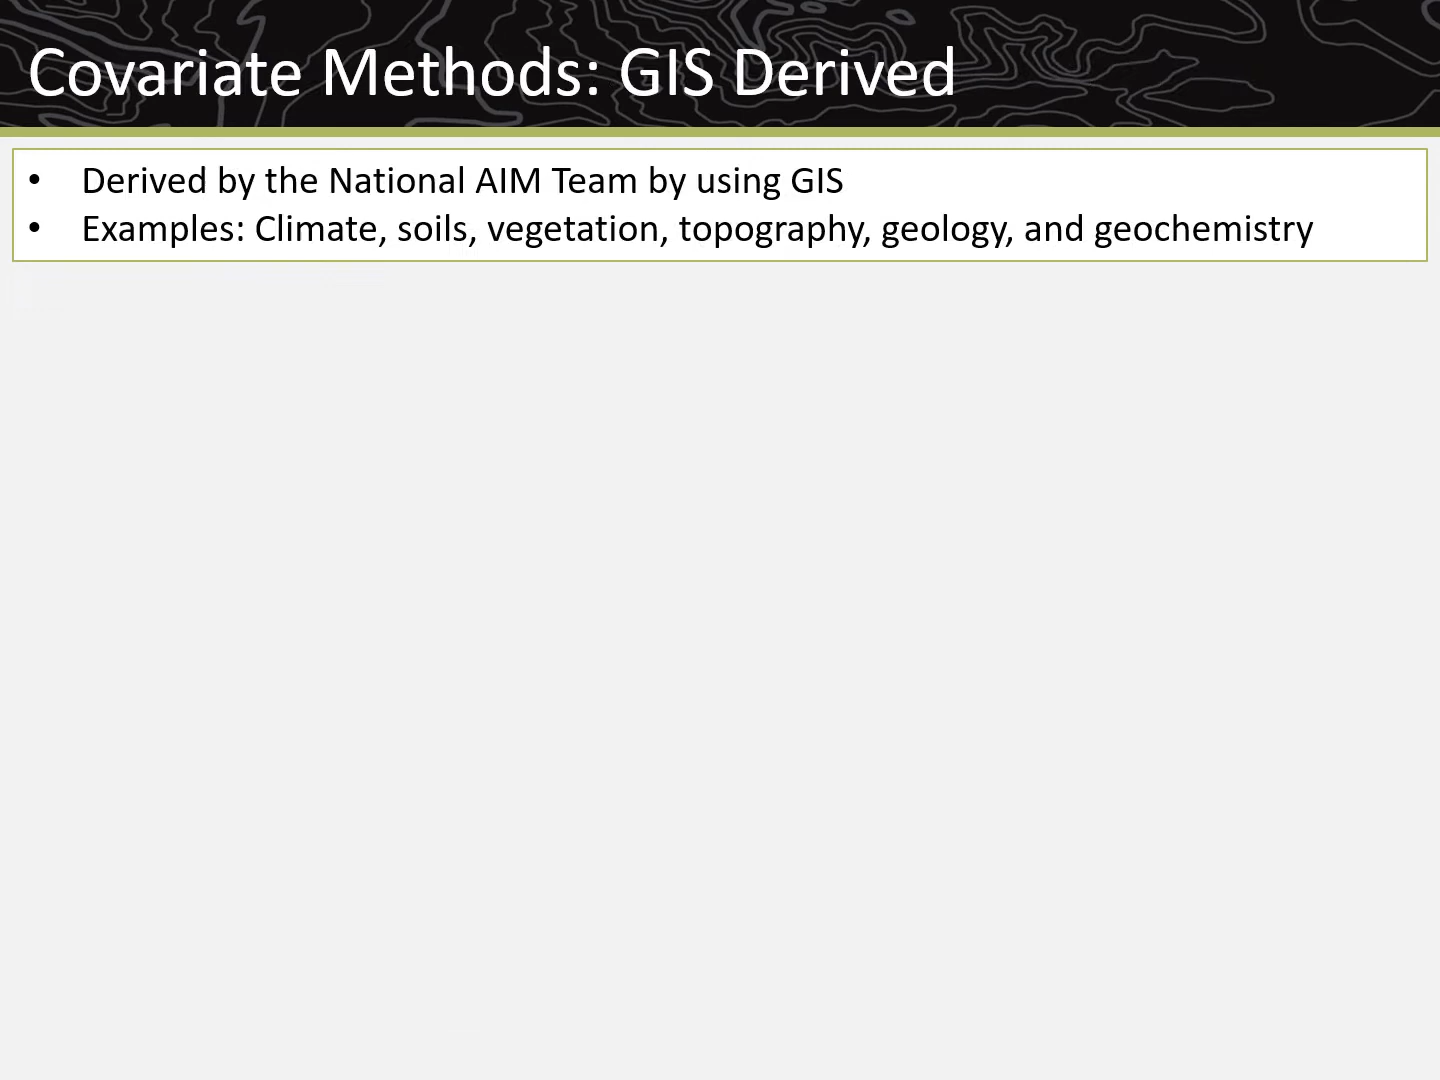 Covariate Methods: GIS Derived
• Derived by the National AIM Team by using GIS
• Examples: Climate, soils, vegetation, topography, geology, and geochemistry